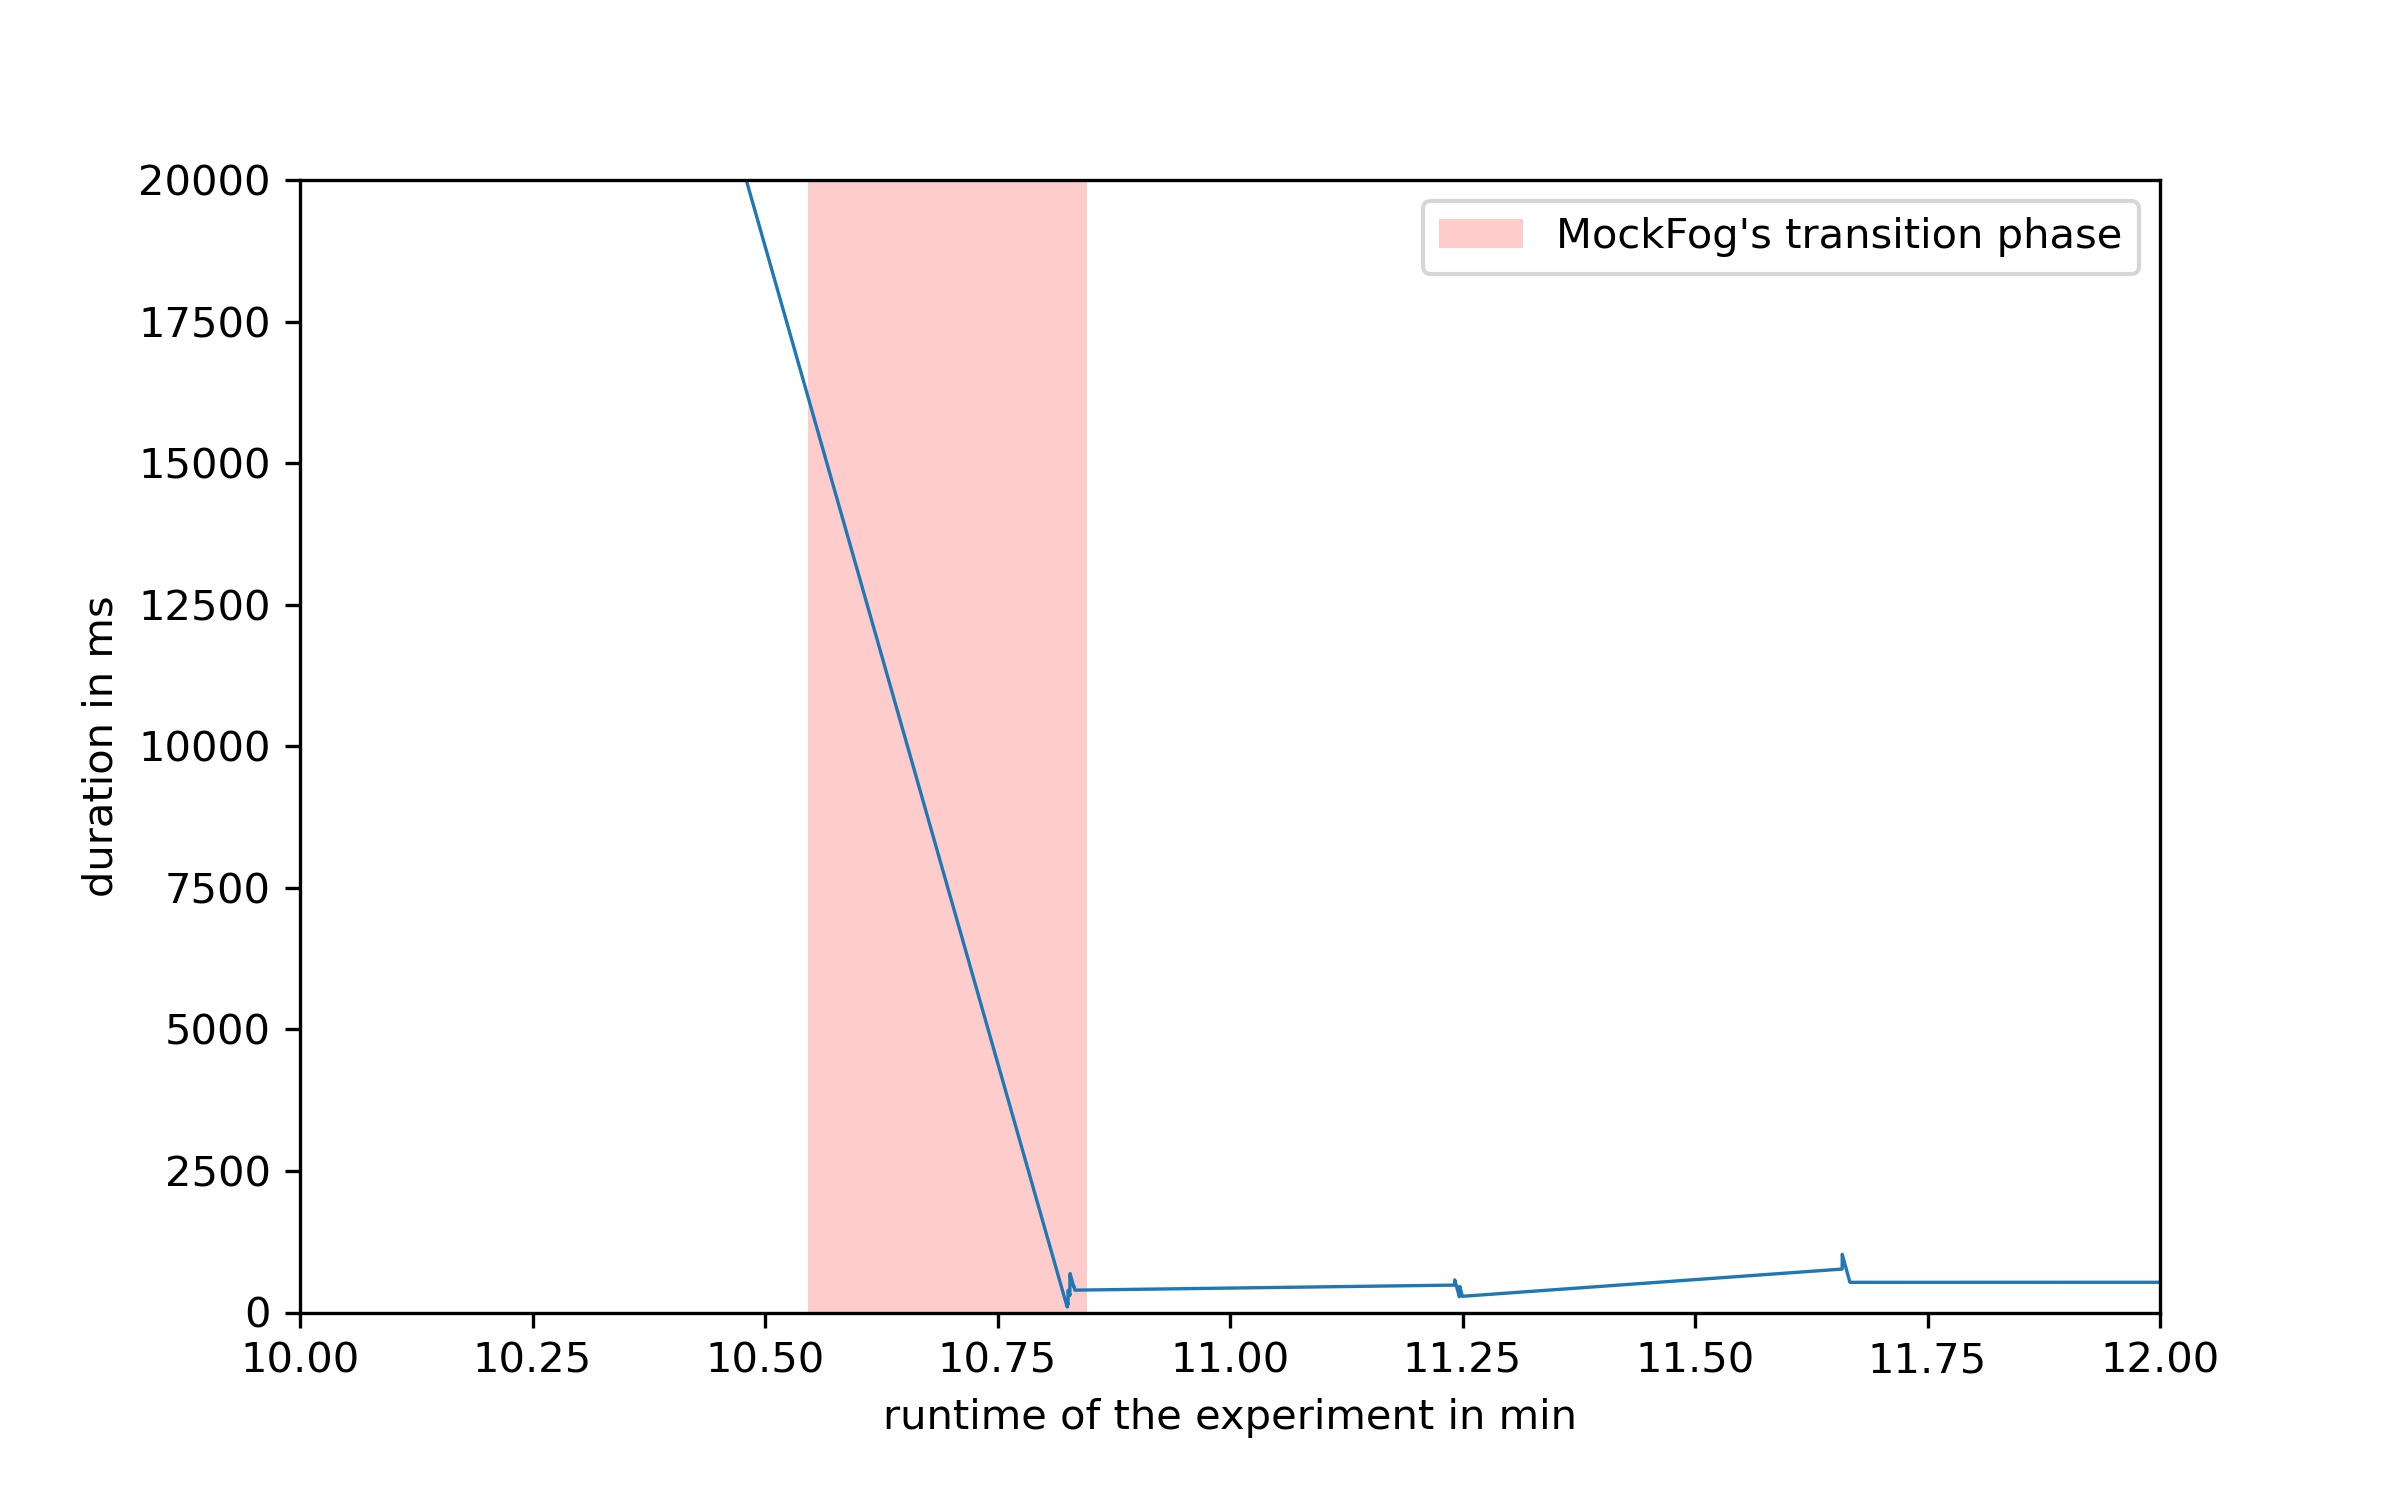 20000
17500
15000
12500
10000
7500
5000
2500
0
duration in ms
MockFog's transition phase
10.00 10.25 10.50 10.75 11.00 11.25 11.50 11.75 12.00
runtime of the experiment in min